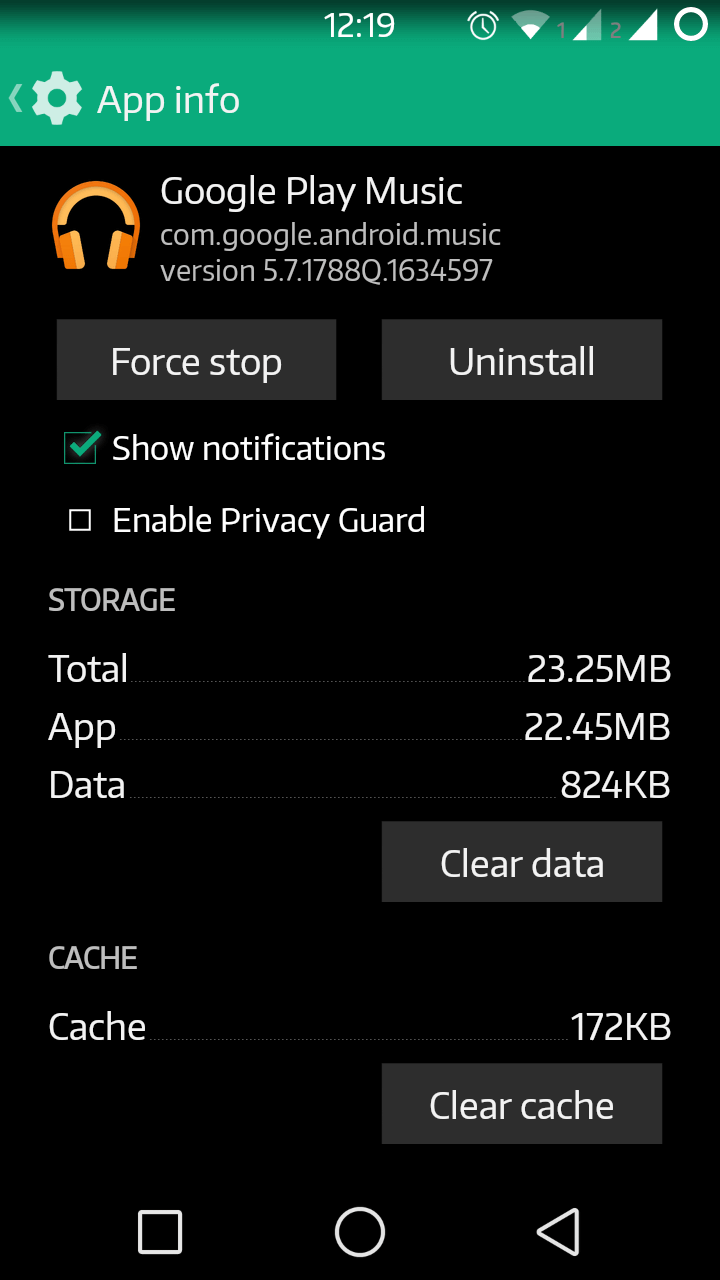 12:19 1 2
App info
Google Play Music
com.google.android.music
version 5.7.1788Q.1634597
Force stop Uninstall
Show notifications
Enable Privacy Guard
STORAGE
Total 23.25MB
App 22.45MB
Data 824KB
Clear data
CACHE
Cache 172KB
Clear cache